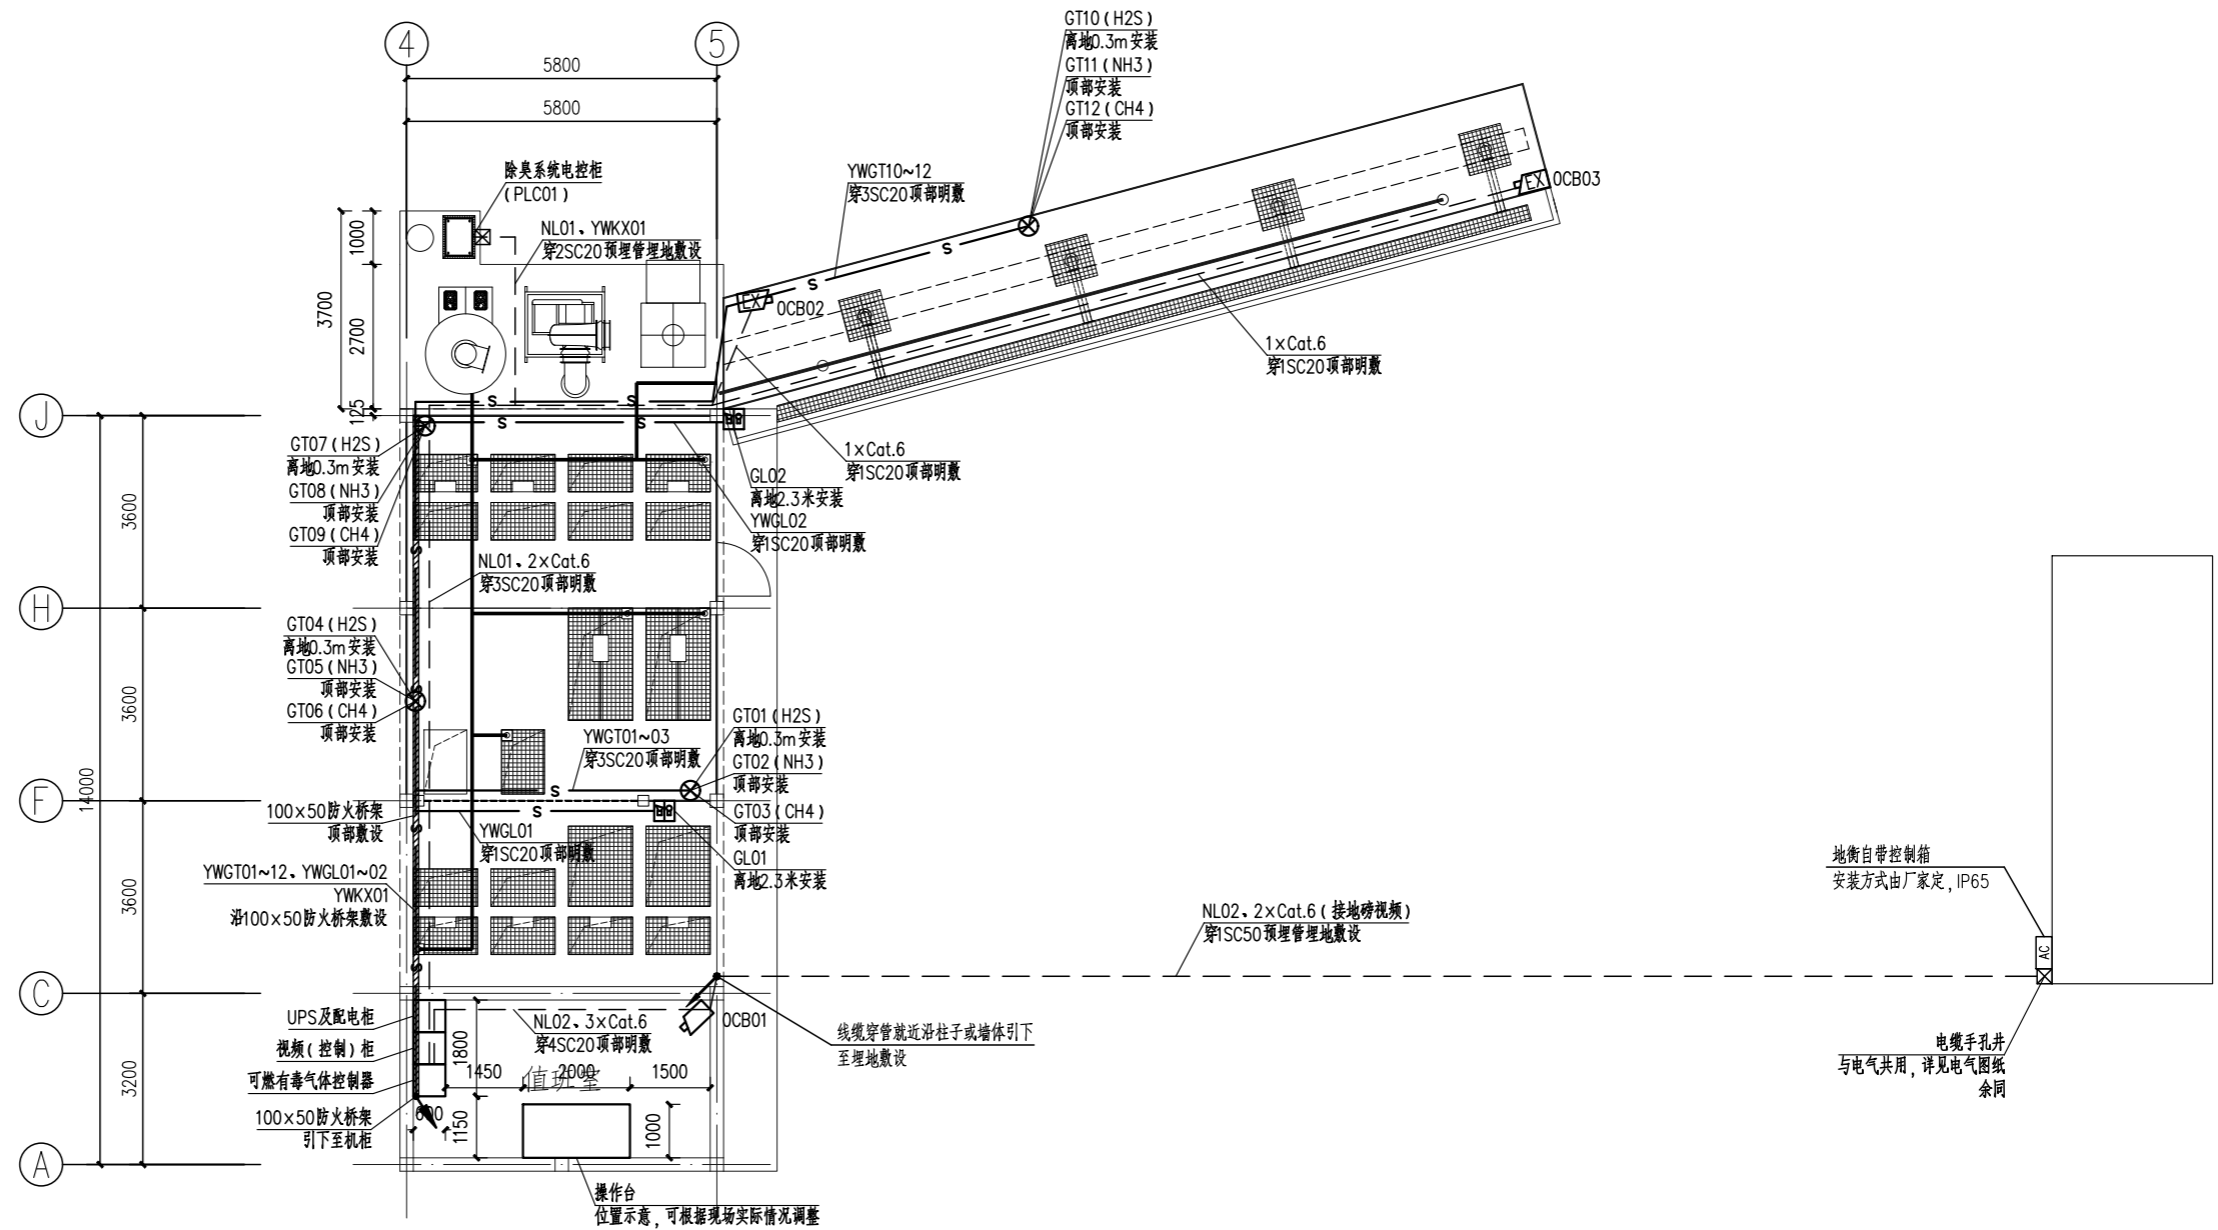 4
5
5800
5800
GT10(H2S)
离地0.3m安装
GT11(NH3)
顶部安装
GT12(CH4)
顶部安装
除臭系统电控柜
(PLC01)
NL01、YWKX01
穿2SC20预埋管埋地敷设
YWGT10~12
穿3SC20顶部明敷
S
S
EX
OCB03
EX
OCB02
1000
3700
2700
125
1×Cat.6
穿1SC20顶部明敷
J
S
S
S
S
GT07(H2S)
离地0.3m安装
GT08(NH3)
顶部安装
GT09(CH4)
顶部安装
1×Cat.6
穿1SC20顶部明敷
GL02
离地2.3米安装
YWGL02
穿1SC20顶部明敷
3600
S
NL01、2×Cat.6
穿3SC20顶部明敷
H
GT04(H2S)
离地0.3m安装
GT05(NH3)
顶部安装
GT06(CH4)
顶部安装
S
3600
14000
GT01(H2S)
离地0.3m安装
GT02(NH3)
顶部安装
GT03(CH4)
顶部安装
YWGT01~03
穿3SC20顶部明敷
S
F
100×50防火桥架
顶部敷设
S
S
YWGL01
穿1SC20顶部明敷
GL01
离地2.3米安装
YWGT01~12、YWGL01~02
YWKX01
沿100×50防火桥架敷设
3600
S
地衡自带控制箱
安装方式由厂家定,IP65
NL02、2×Cat.6(接地磅视频)
穿1SC50预埋管埋地敷设
AC
C
UPS及配电柜
视频(控制)柜
可燃有毒气体控制器
100×50防火桥架
引下至机柜
NL02、3×Cat.6
穿4SC20顶部明敷
OCB01
线缆穿管就近沿柱子或墙体引下
至埋地敷设
电缆手孔井
与电气共用,详见电气图纸
余同
3200
1800
1450
2000
1500
值班室
600
1150
1000
A
操作台
位置示意,可根据现场实际情况调整